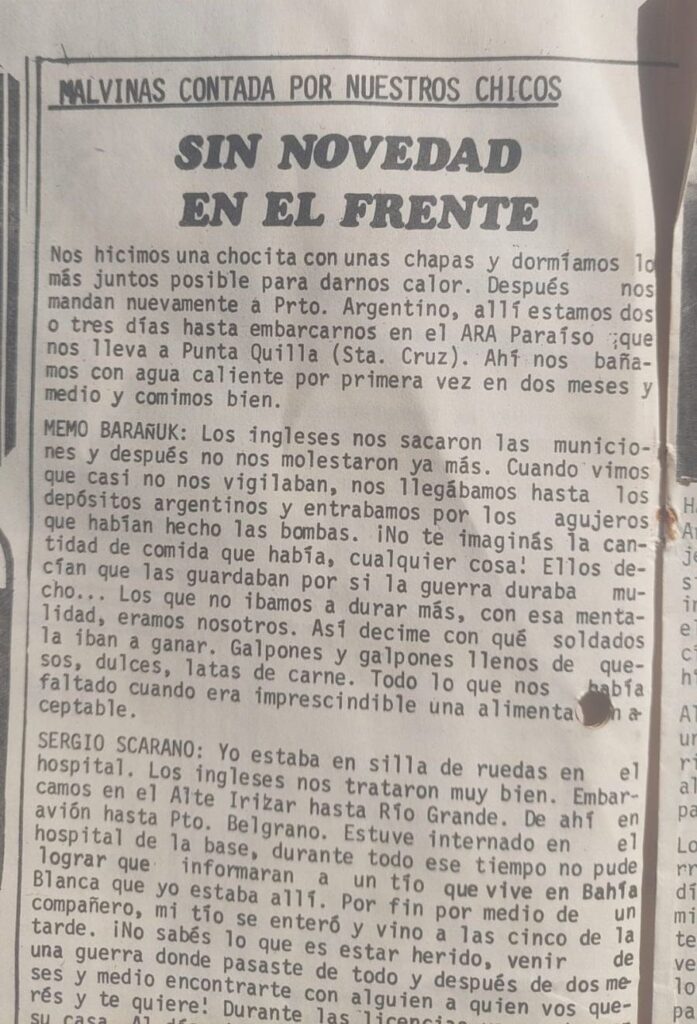 MALVINAS CONTADA POR NUESTROS CHICOS
SIN NOVEDAD
EN EL FRENTE
Nos hicimos una chocita con unas chapas y dormíamos lo
más juntos posible para darnos calor. Después nos
mandan nuevamente a Prto. Argentino, allí estamos dos
o tres días hasta embarcarnos en el ARA Paraíso ¡que
nos lleva a Punta Quilla (Sta. Cruz). Ahí nos baña-
mos con agua caliente por primera vez en dos meses y
medio y comimos bien.
MEMO BARAÑUK: Los ingleses nos sacaron las municio-
nes y después no nos molestaron ya más. Cuando vimos
que casi no nos vigilaban, nos llegábamos hasta los
depósitos argentinos y entrabamos por los agujeros
que habían hecho las bombas. ¡No te imaginás la can-
tidad de comida que había, cualquier cosa! Ellos de-
cían que las guardaban por si la guerra duraba mu-
cho... Los que no ibamos a durar más, con esa menta-
lidad, eramos nosotros. Así decime con qué soldados
la iban a ganar. Galpones y galpones llenos de que-
sos, dulces, latas de carne. Todo lo que nos había
faltado cuando era imprescindible una a-
ceptable.
SERGIO SCARANO: Yo estaba en silla de ruedas en el
hospital. Los ingleses nos trataron muy bien. Embar-
camos en el Alte Irizar hasta Río Grande. De ahí en
avión hasta Pto. Belgrano. Estuve internado en el
hospital de la base, durante todo ese tiempo no pude
lograr que informaran a un tío que vive en Bahía
Blanca que yo estaba allí. Por fin por medio de un
compañero, mi tío se enteró y vino a las cinco de la
tarde. ¡No sabés lo que es estar herido, venir de
una guerra donde pasaste de todo y después de dos me-
ses y medio encontrarte con alguien a quien vos que-
rés y te quiere! Durante las
su casa.